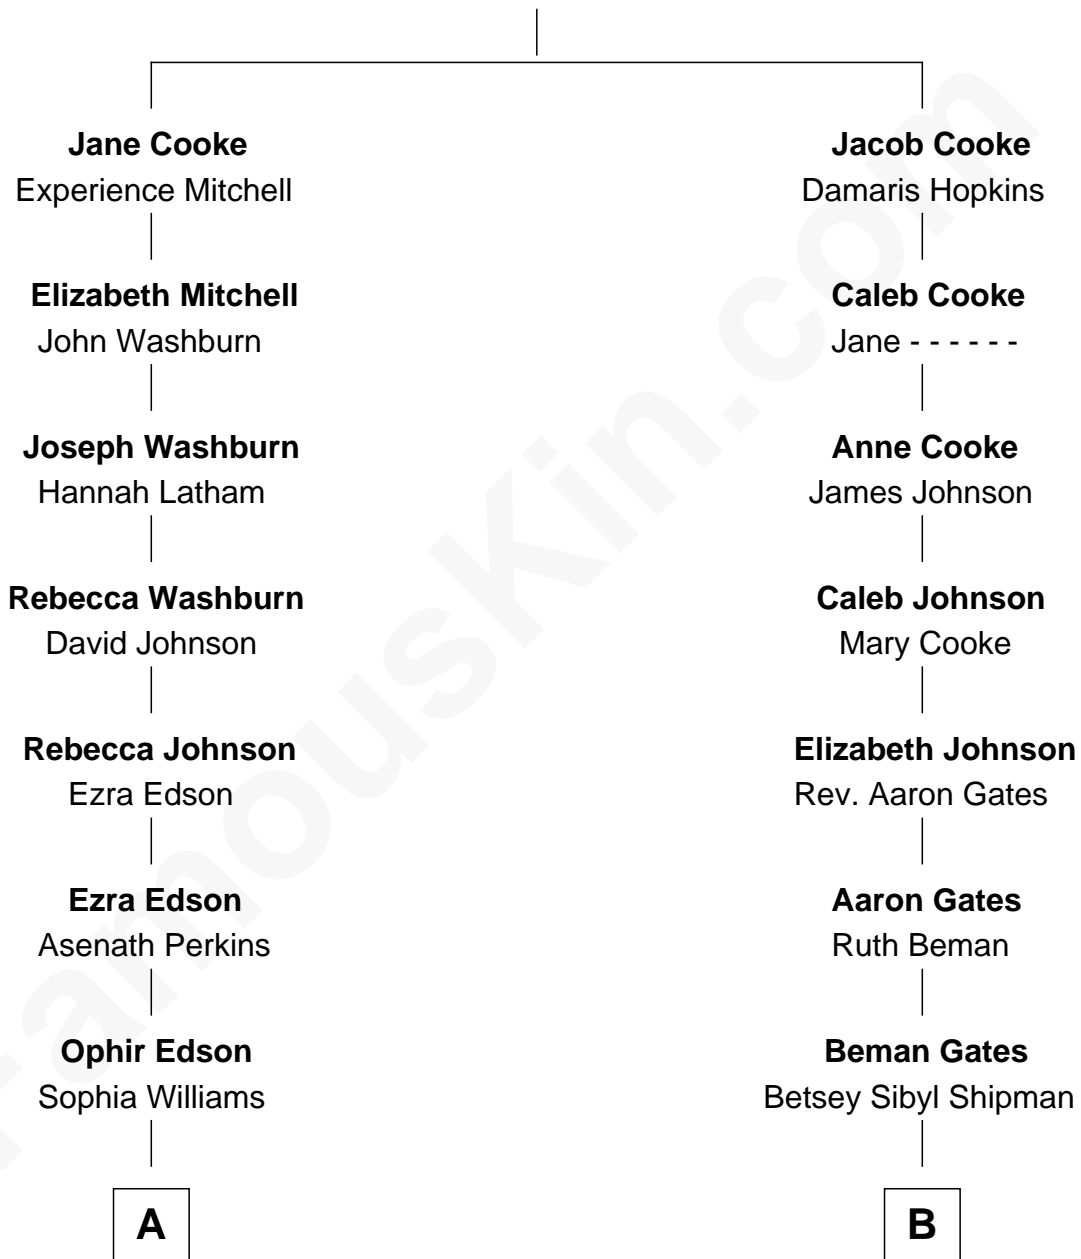 Jane Cooke
Experience Mitchell
Jacob Cooke
Damaris Hopkins
Elizabeth Mitchell
John Washburn
Caleb Cooke
Jane - - - - - -
Joseph Washburn
Hannah Latham
Anne Cooke
James Johnson
Rebecca Washburn
David Johnson
Caleb Johnson
Mary Cooke
Rebecca Johnson
Ezra Edson
Elizabeth Johnson
Rev. Aaron Gates
Ezra Edson
Asenath Perkins
Aaron Gates
Ruth Beman
Ophir Edson
Sophia Williams
Beman Gates
Betsey Sibyl Shipman
A
B
FamousKin.com